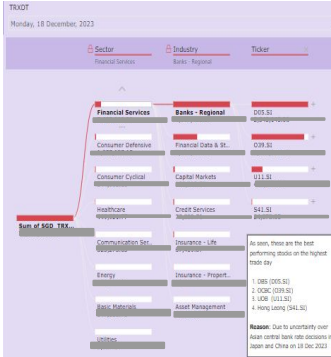 TRXOT
Monday, 18 December, 2023
Sector
Financial Services
Industry
Banks - Regional
Ticker
Financial Services
Banks - Regional
D05.SI
Consumer Defensive
Financial Data & St...
O39.SI
Consumer Cyclical
Capital Markets
U11.SI
Healthcare
Credit Services
S41.SI
Sum of SGD_TRX...
Communication Ser...
Insurance - Life
Energy
Insurance - Propert...
Basic Materials
Asset Management
Utilities
As seen, these are the best
performing stocks on the highest
trade day
1. DBS (D05.SI)
2. OCBC (O39.SI)
3. UOB (U11.SI)
4. Hong Leong (S41.SI)
Reason: Due to uncertainty over
Asian central bank rate decisions in
Japan and China on 18 Dec 2023